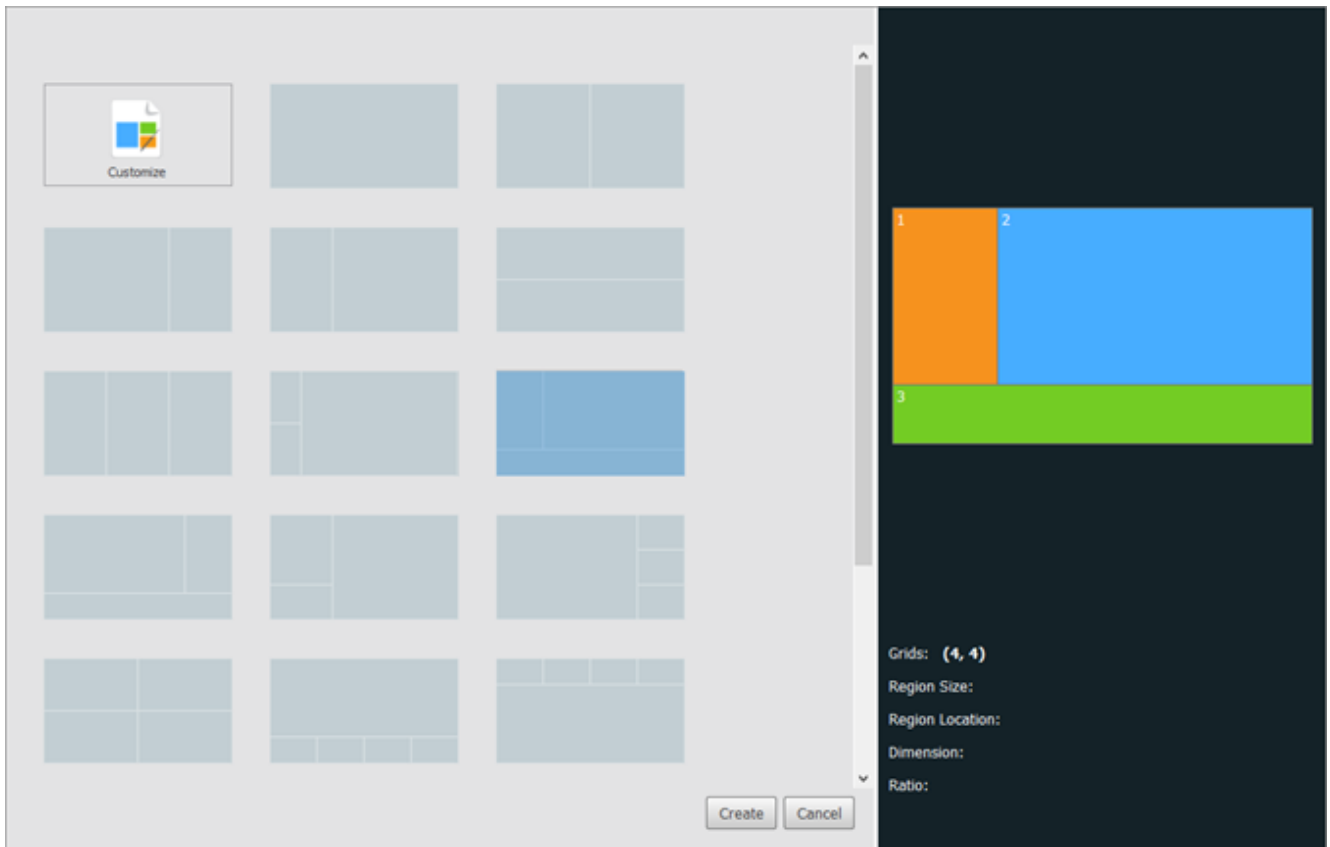 Customize
1
2
3
Grids: (4, 4)
Region Size:
Region Location:
Dimension:
Ratio:
Create
Cancel